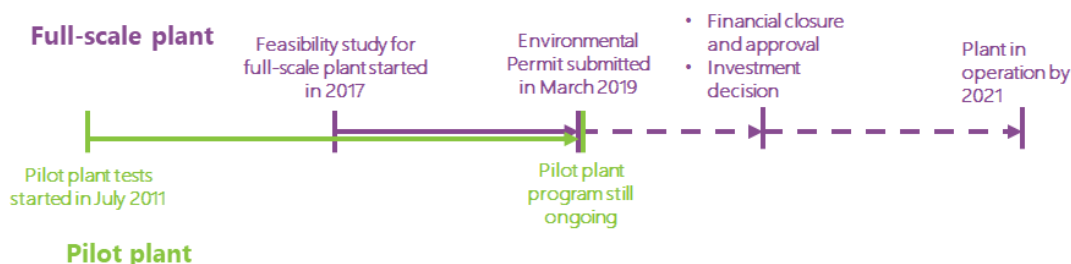 Full-scale plant
Feasibility study for
full-scale plant started
in 2017
Environmental
Permit submitted
in March 2019
• Financial closure
and approval
• Investment
decision
Plant in
operation by
2021
Pilot plant tests
started in July 2011
Pilot plant
program still
ongoing
Pilot plant